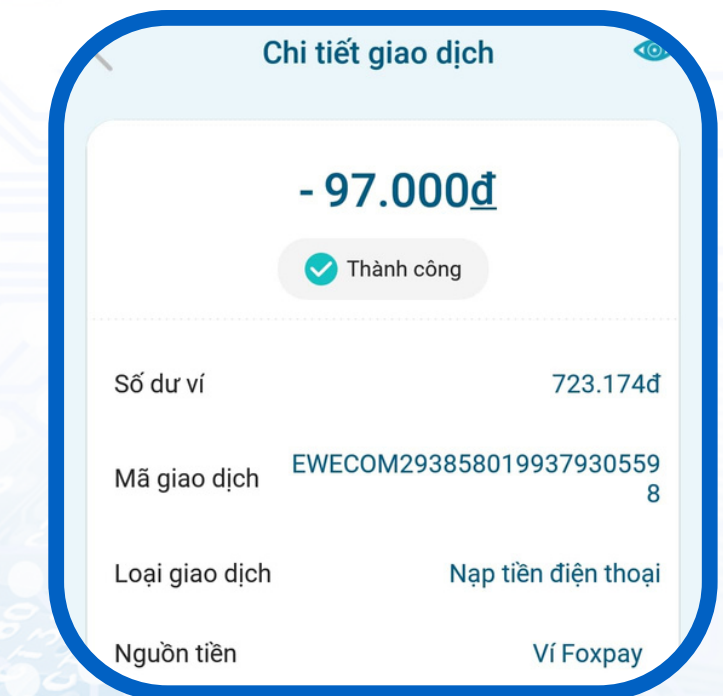 Chi tiết giao dịch
- 97.000đ
Thành công
Số dư ví 723.174đ
Mã giao dịch EWECOM29385801993793055​9
8
Loại giao dịch Nạp tiền điện thoại
Nguồn tiền Ví Foxpay